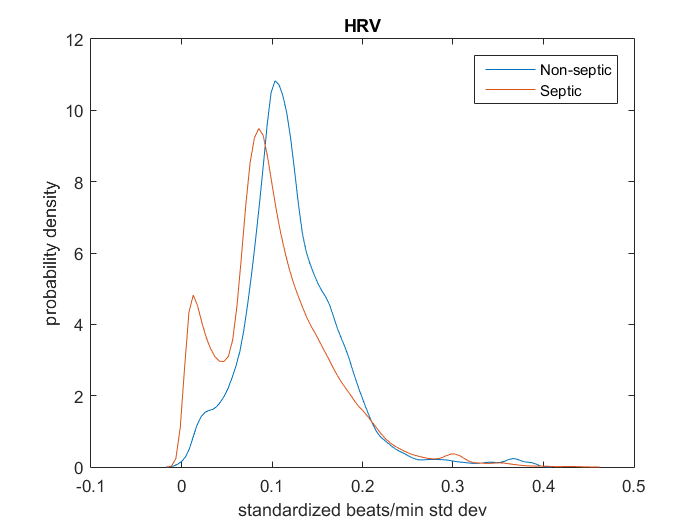 HRV
Non-septic
Septic
12
10
8
6
4
2
0
probability density
-0.1
0
0.1
0.2
0.3
0.4
0.5
standardized beats/min std dev